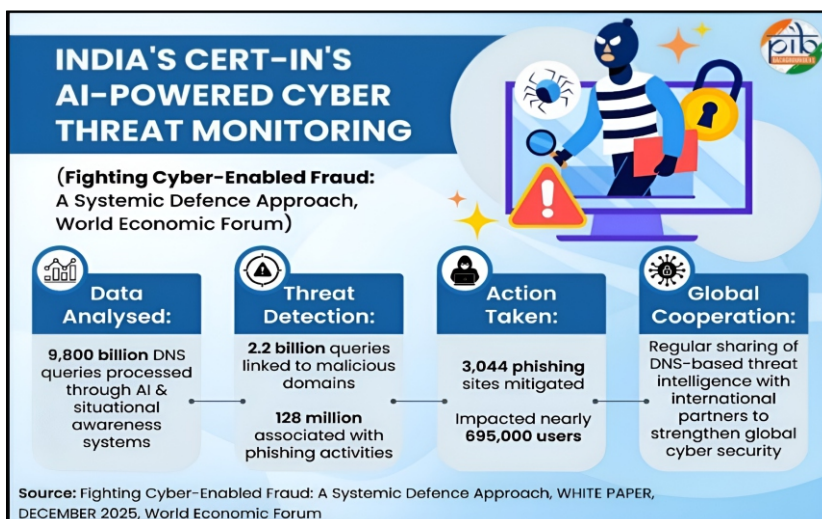 INDIA'S CERT-IN'S
AI-POWERED CYBER
THREAT MONITORING
(Fighting Cyber-Enabled Fraud:
A Systemic Defence Approach,
World Economic Forum)
pib
Data
Analysed:
9,800 billion DNS
queries processed
through AI &
situational
awareness
systems
Threat
Detection:
2.2 billion queries
linked to malicious
domains
128 million
associated with
phishing activities
Action
Taken:
3,044 phishing
sites mitigated
Impacted nearly
695,000 users
Global
Cooperation:
Regular sharing of
DNS-based threat
intelligence with
international
partners to
strengthen global
cyber security
Source: Fighting Cyber-Enabled Fraud: A Systemic Defence Approach, WHITE PAPER,
DECEMBER 2025, World Economic Forum